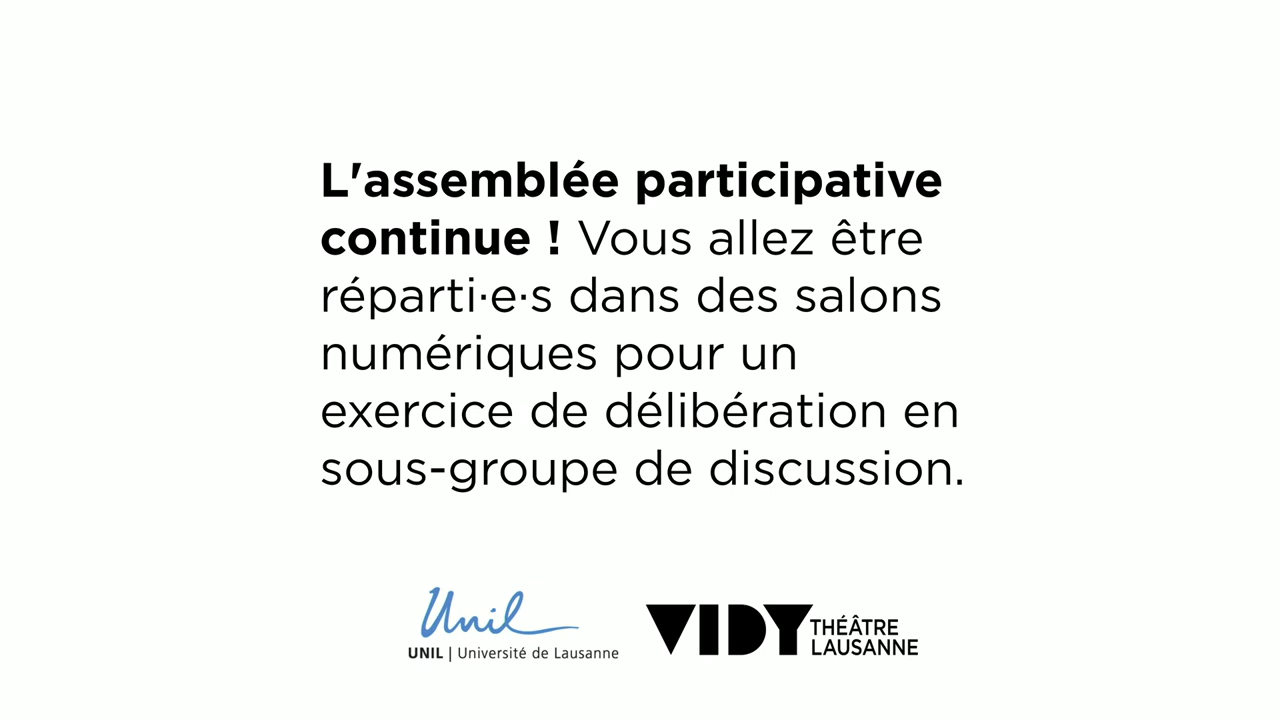 L'assemblée participative
continue ! Vous allez être
réparti·e·s dans des salons
numériques pour un
exercice de délibération en
sous-groupe de discussion.
Unil
UNIL | Université de Lausanne
VIDY THÉÂTRE
LAUSANNE